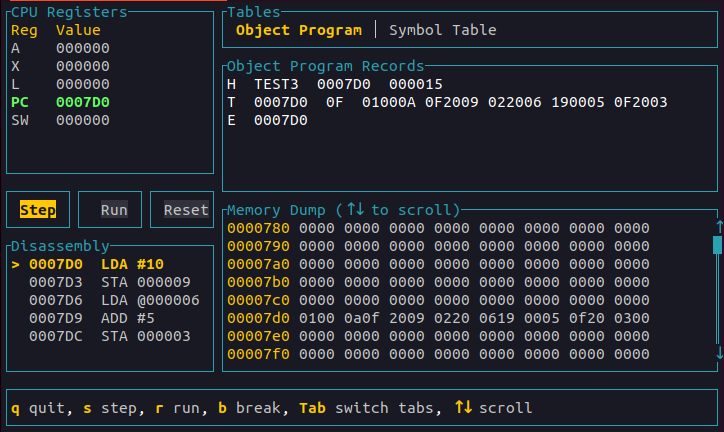 CPU Registers
Reg Value
A 000000
X 000000
L 000000
PC 0007D0
SW 000000
Tables
Object Program │ Symbol Table
Object Program Records
H TEST3 0007D0 000015
T 0007D0 0F 01000A 0F2009 022006 190005 0F2003
E 0007D0
Step Run Reset
Disassembly
> 0007D0 LDA #10
0007D3 STA 000009
0007D6 LDA @000006
0007D9 ADD #5
0007DC STA 000003
Memory Dump (↑↓ to scroll)
0000780 0000 0000 0000 0000 0000 0000 0000 0000
0000790 0000 0000 0000 0000 0000 0000 0000 0000
00007a0 0000 0000 0000 0000 0000 0000 0000 0000
00007b0 0000 0000 0000 0000 0000 0000 0000 0000
00007c0 0000 0000 0000 0000 0000 0000 0000 0000
00007d0 0100 0a0f 2009 0220 0619 0005 0f20 0300
00007e0 0000 0000 0000 0000 0000 0000 0000 0000
00007f0 0000 0000 0000 0000 0000 0000 0000 0000
q quit, s step, r run, b break, Tab switch tabs, ↑↓ scroll